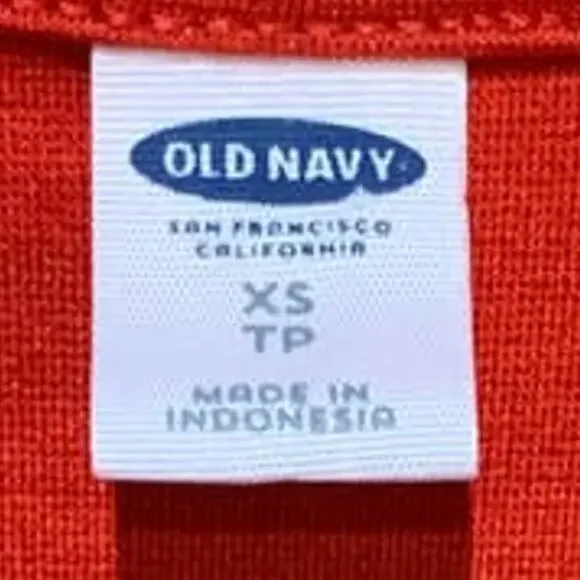 OLD NAVY
SAN FRANCISCO
CALIFORNIA
XS
TP
MADE IN
INDONESIA